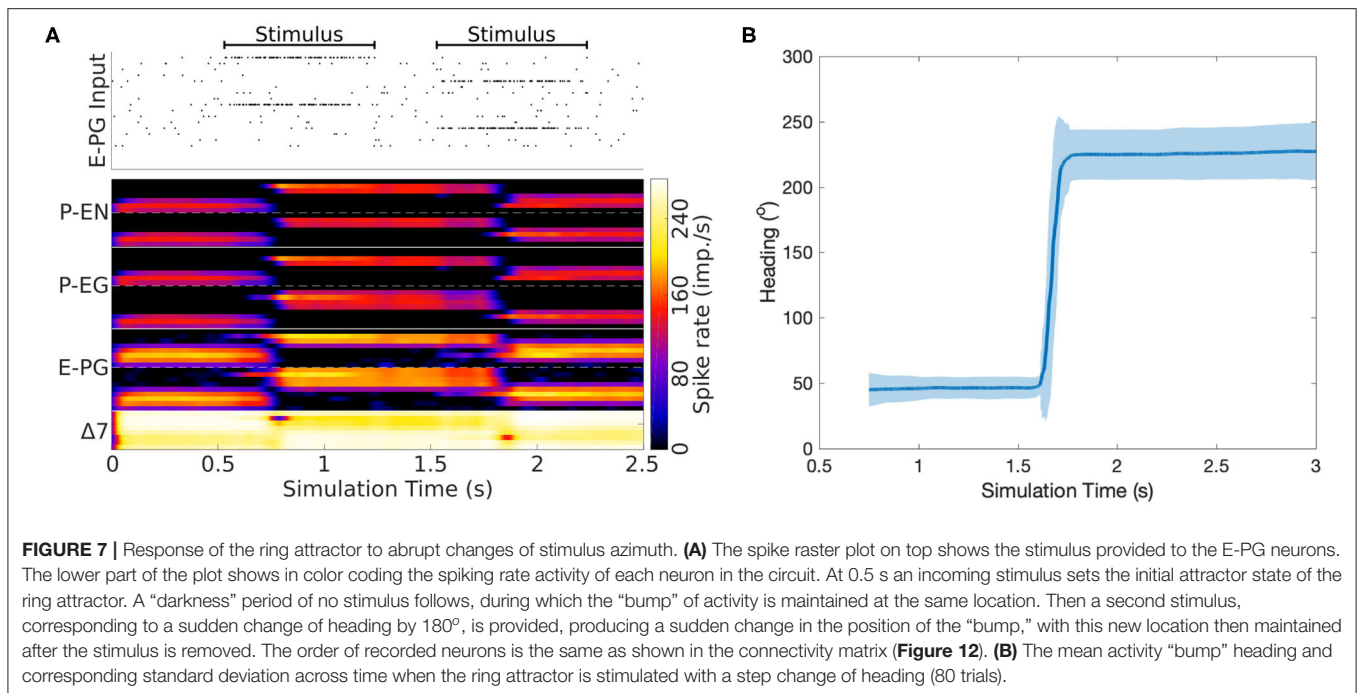 A
Stimulus Stimulus
E-PG Input
P-EN
P-EG
E-PG
Δ7
0 0.5 1 1.5 2 2.5
Simulation Time (s)
240
160
80
0
Spike rate (imp./s)
B
300
250
200
150
100
50
0
Heading (°)
0.5 1 1.5 2 2.5 3
Simulation Time (s)
FIGURE 7 | Response of the ring attractor to abrupt changes of stimulus azimuth. (A) The spike raster plot on top shows the stimulus provided to the E-PG neurons.
The lower part of the plot shows in color coding the spiking rate activity of each neuron in the circuit. At 0.5 s an incoming stimulus sets the initial attractor state of the
ring attractor. A “darkness” period of no stimulus follows, during which the “bump” of activity is maintained at the same location. Then a second stimulus,
corresponding to a sudden change of heading by 180°, is provided, producing a sudden change in the position of the “bump,” with this new location then maintained
after the stimulus is removed. The order of recorded neurons is the same as shown in the connectivity matrix (Figure 12). (B) The mean activity “bump” heading and
corresponding standard deviation across time when the ring attractor is stimulated with a step change of heading (80 trials).